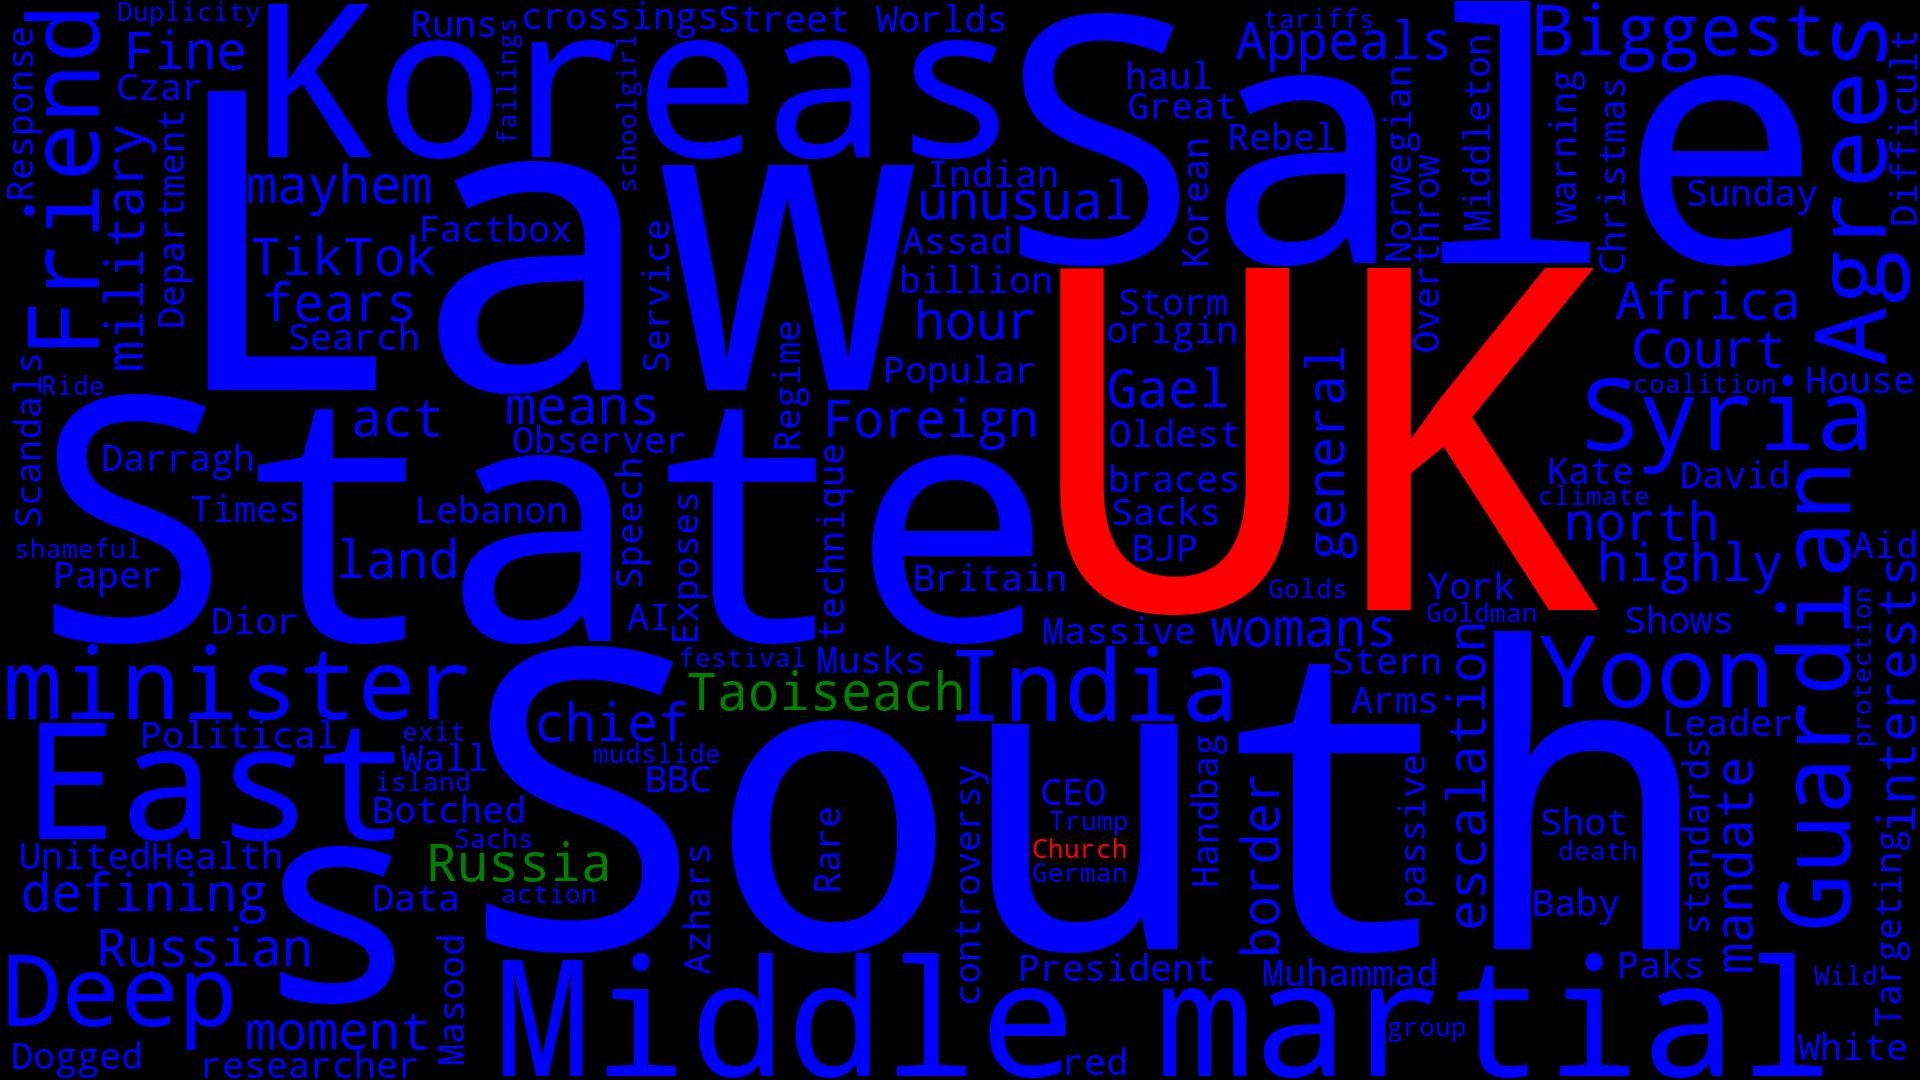 Duplicity
Koreas
Runs
crossings
Street
Worlds
Sale
tariffs
Appeals
Biggest
Response
Friend
Fine
Czar
failings
schoolgirl
haul
Great
Rebel
Norwegian
Middleton
warning
Christmas
Agrees
Difficult
military
Department
Law
mayhem
Factbox
TikTok
fears
Search
Service
Indian
unusual
Assad
billion
hour
Popular
Regime
Korean
Overthrow
Sunday
UK
Storm
origin
Gael
Oldest
braces
Sacks
BJP
general
Golds
Africa
Court
coalition
House
Syria
Kate
David
climate
north
highly
York
Goldman
Shows
Guardian
Aid
protection
interests
Scandals
Ride
State
act
means
Observer
Foreign
Darragh
Times
Lebanon
Speech
Exposes
technique
land
shameful
Paper
Dior
AI
Britain
Massive
womans
Stern
Arms
minister
festival
Musks
Taoiseach
India
South
chief
mudslide
BBC
Political
exit
Wall
island
Botched
East
Sachs
UnitedHealth
Russia
action
defining
Data
s
Azhars
Rare
controversy
CEO
Trump
Church
German
Handbag
border
passive
escalation
Yoon
Leader
Shot
death
Baby
standards
mandate
Targeting
Russian
Deep
moment
Masood
Dogged
researcher
Middle
President
Muhammad
martial
Paks
Wild
group
red
White